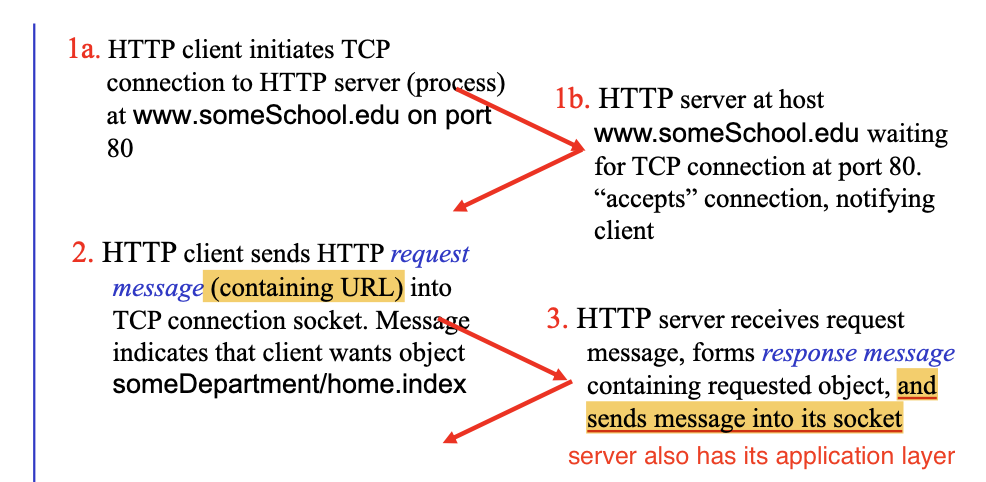 1a. HTTP client initiates TCP
connection to HTTP server (process)
at www.someSchool.edu on port
80
1b. HTTP server at host
www.someSchool.edu waiting
for TCP connection at port 80.
“accepts” connection, notifying
client
2. HTTP client sends HTTP request
message (containing URL) into
TCP connection socket. Message
indicates that client wants object
someDepartment/home.index
3. HTTP server receives request
message, forms response message
containing requested object, and
sends message into its socket
server also has its application layer